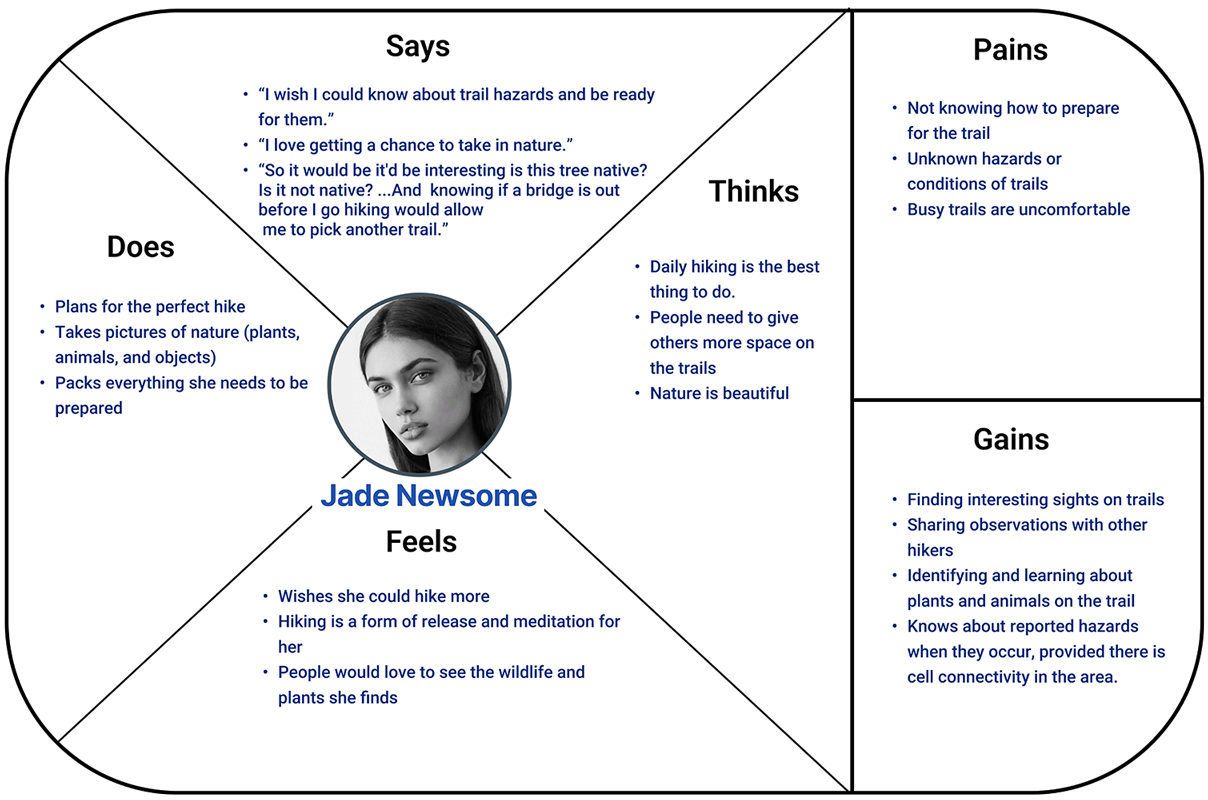 Says
• “I wish I could know about trail hazards and be ready
for them.”
• “I love getting a chance to take in nature.”
• “So it would be it'd be interesting is this tree native?
Is it not native? ...And knowing if a bridge is out
before I go hiking would allow
me to pick another trail.”
Does
• Plans for the perfect hike
• Takes pictures of nature (plants,
animals, and objects)
• Packs everything she needs to be
prepared
Thinks
• Daily hiking is the best
thing to do.
• People need to give
others more space on
the trails
• Nature is beautiful
Jade Newsome
Feels
• Wishes she could hike more
• Hiking is a form of release and meditation for
her
• People would love to see the wildlife and
plants she finds
Pains
• Not knowing how to prepare
for the trail
• Unknown hazards or
conditions of trails
• Busy trails are uncomfortable
Gains
• Finding interesting sights on trails
• Sharing observations with other
hikers
• Identifying and learning about
plants and animals on the trail
• Knows about reported hazards
when they occur, provided there is
cell connectivity in the area.